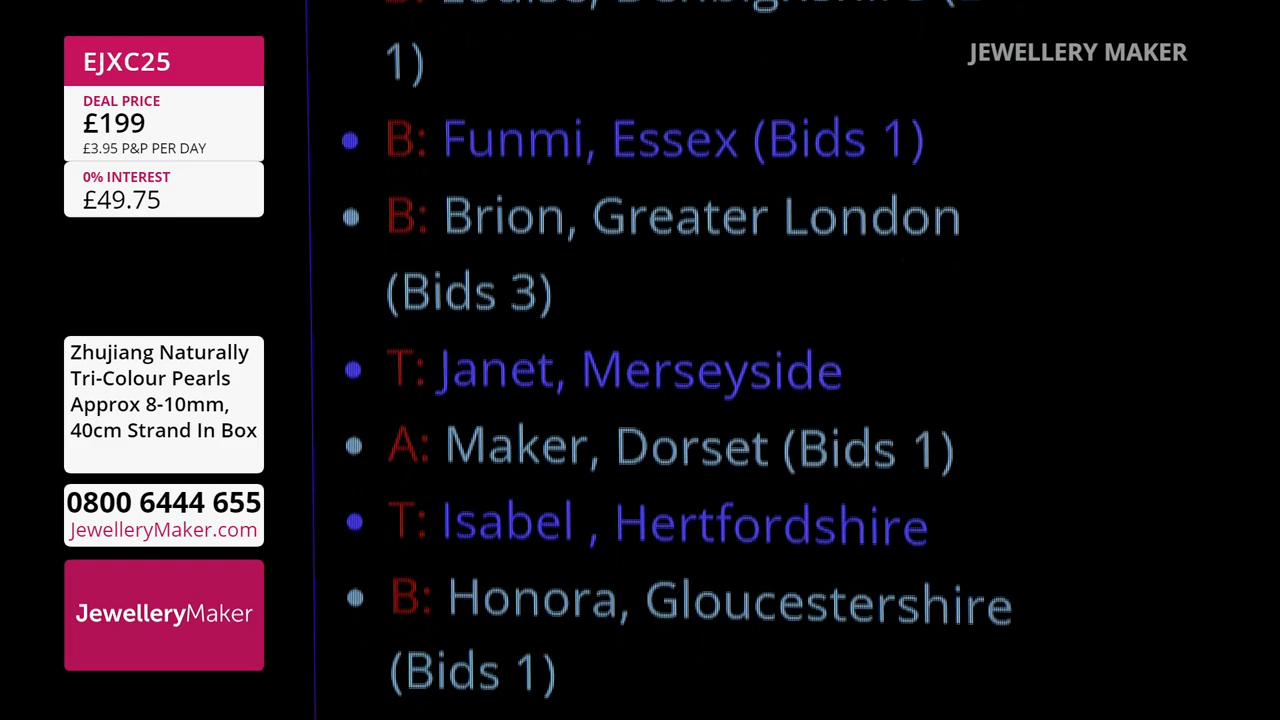 EJXC25
DEAL PRICE
£199
£3.95 P&P PER DAY
0% INTEREST
£49.75
Zhujiang Naturally
Tri-Colour Pearls
Approx 8-10mm,
40cm Strand In Box
0800 6444 655
JewelleryMaker.com
JewelleryMaker
JEWELLERY MAKER
1)
B: Funmi, Essex (Bids 1)
B: Brion, Greater London
(Bids 3)
T: Janet, Merseyside
A: Maker, Dorset (Bids 1)
T: Isabel , Hertfordshire
B: Honora, Gloucestershire
(Bids 1)